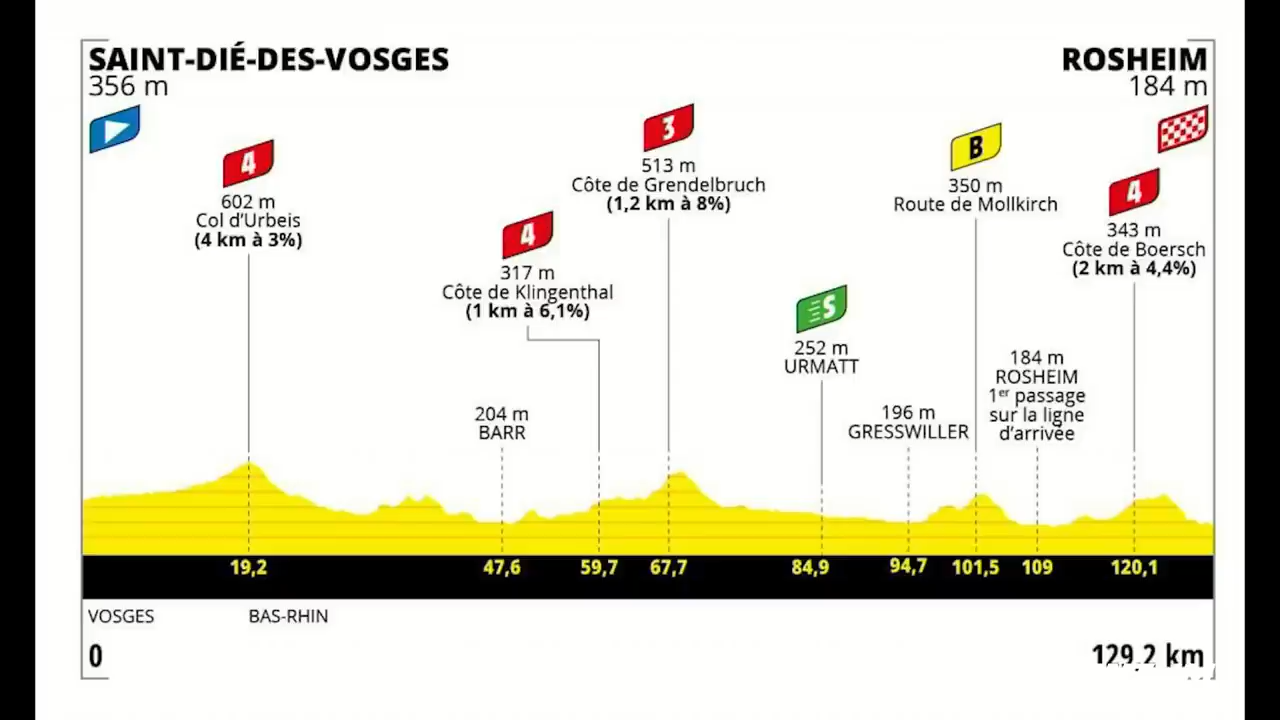 SAINT-DIÉ-DES-VOSGES
356 m
ROSHEIM
184 m
4
602 m
Col d'Urbeis
(4 km à 3%)
4
317 m
Côte de Klingenthal
(1 km à 6,1%)
3
513 m
Côte de Grendelbruch
(1,2 km à 8%)
B
350 m
Route de Mollkirch
4
343 m
Côte de Boersch
(2 km à 4,4%)
S
252 m
URMATT
204 m
BARR
196 m
GRESSWILLER
184 m
ROSHEIM
1er passage
sur la ligne
d'arrivée
19,2 47,6 59,7 67,7 84,9 94,7 101,5 109 120,1
VOSGES BAS-RHIN
0 129,2 km